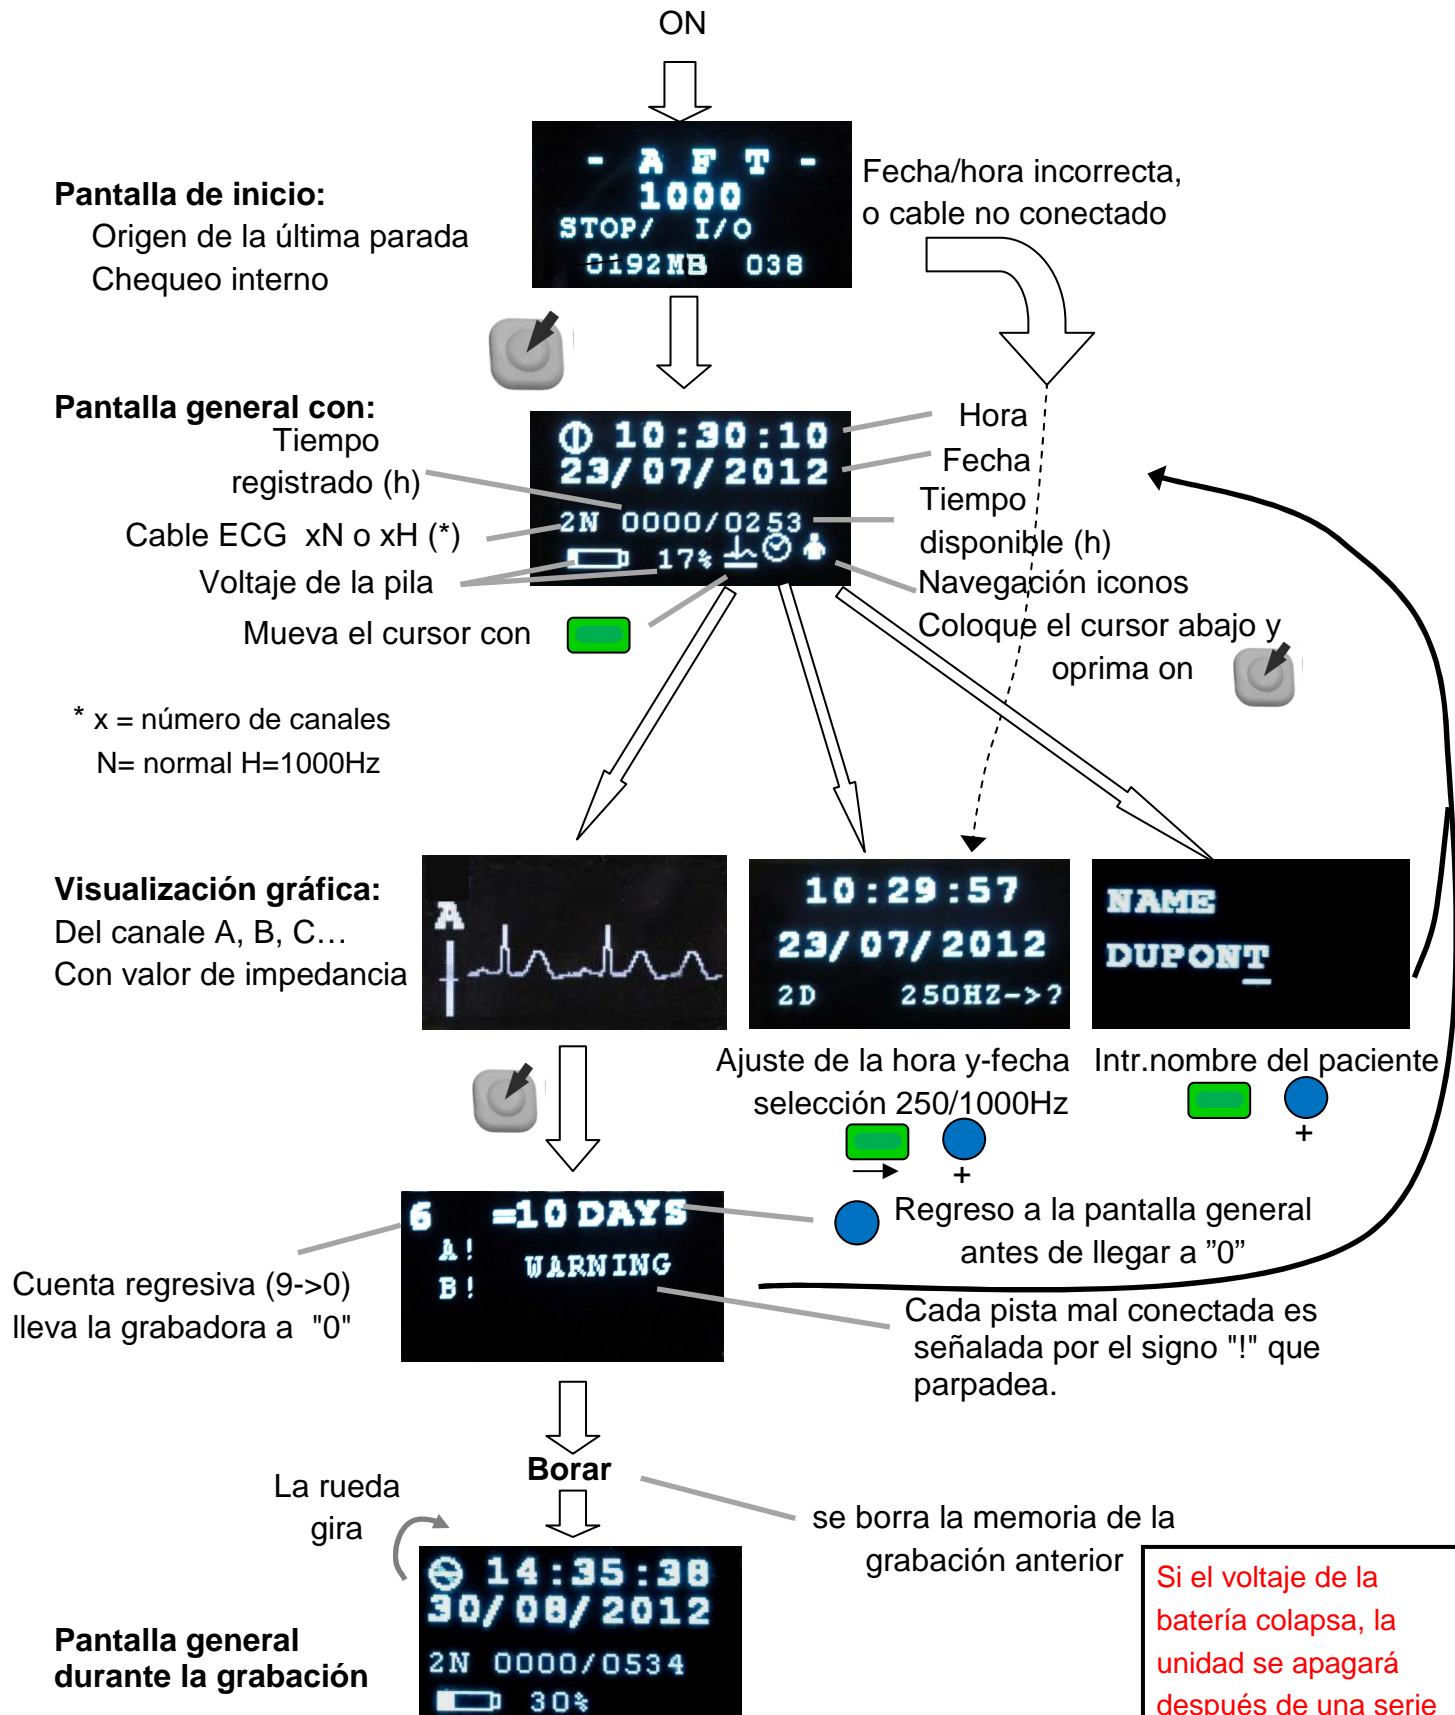 ON
- A F T -
1000
STOP/ I/O
0192MB 038
Fecha/hora incorrecta,
o cable no conectado
Pantalla de inicio:
Origen de la última parada
Chequeo interno
Pantalla general con:
Tiempo
registrado (h)
Cable ECG xN o xH (*)
Voltaje de la pila
Mueva el cursor con
10:30:10
23/07/2012
2N 0000/0253
17%
Hora
Fecha
Tiempo
disponible (h)
Navegación iconos
Coloque el cursor abajo y
oprima on
* x = número de canales
N= normal H=1000Hz
Visualización gráfica:
Del canale A, B, C…
Con valor de impedancia
A
10:29:57
23/07/2012
2D 250HZ->?
NAME
DUPONT
Ajuste de la hora y-fecha
selección 250/1000Hz
+
Intr.nombre del paciente
+
6 =10 DAYS
A!
WARNING
B!
Regreso a la pantalla general
antes de llegar a ”0”
Cuenta regresiva (9->0)
lleva la grabadora a "0"
Cada pista mal conectada es
señalada por el signo "!" que
parpadea.
Borar
La rueda
gira
se borra la memoria de la
grabación anterior
14:35:38
30/08/2012
2N 0000/0534
30%
Pantalla general
durante la grabación
Si el voltaje de la
batería colapsa, la
unidad se apagará
después de una serie